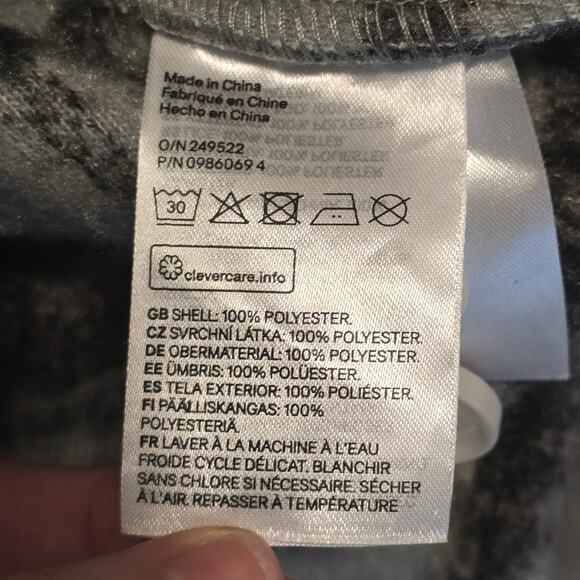 Made in China
Fabriqué en Chine
Hecho en China
O/N 249522
P/N 0986069 4
30
clevercare.info
GB SHELL: 100% POLYESTER.
CZ SVRCHNÍ LÁTKA: 100% POLYESTER.
DE OBERMATERIAL: 100% POLYESTER.
EE ÜMBRIS: 100% POLÜESTER.
ES TELA EXTERIOR: 100% POLIÉSTER.
FI PÄÄLLISKANGAS: 100%
POLYESTERIÄ.
FR LAVER À LA MACHINE À L'EAU
FROIDE CYCLE DÉLICAT. BLANCHIR
SANS CHLORE SI NÉCESSAIRE. SÉCHER
À L'AIR. REPASSER À TEMPÉRATURE